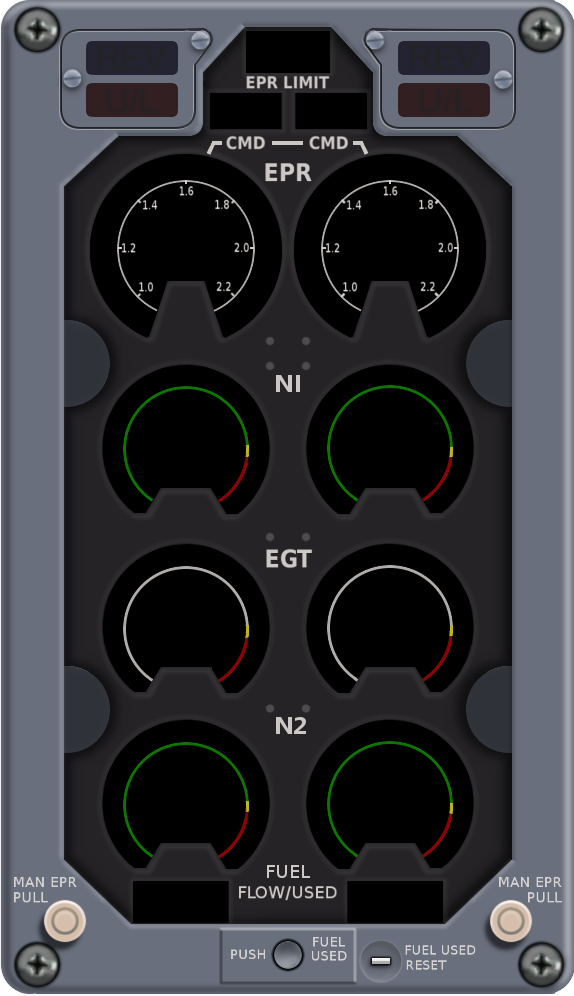 REV REV
U/L U/L
EPR LIMIT
CMD CMD
EPR
1.6 1.6
1.4 1.8 1.4 1.8
1.2 2.0 1.2 2.0
1.0 2.2 1.0 2.2
NI
EGT
N2
FUEL
FLOW/USED
MAN EPR
PULL
MAN EPR
PULL
PUSH
FUEL
USED
FUEL USED
RESET